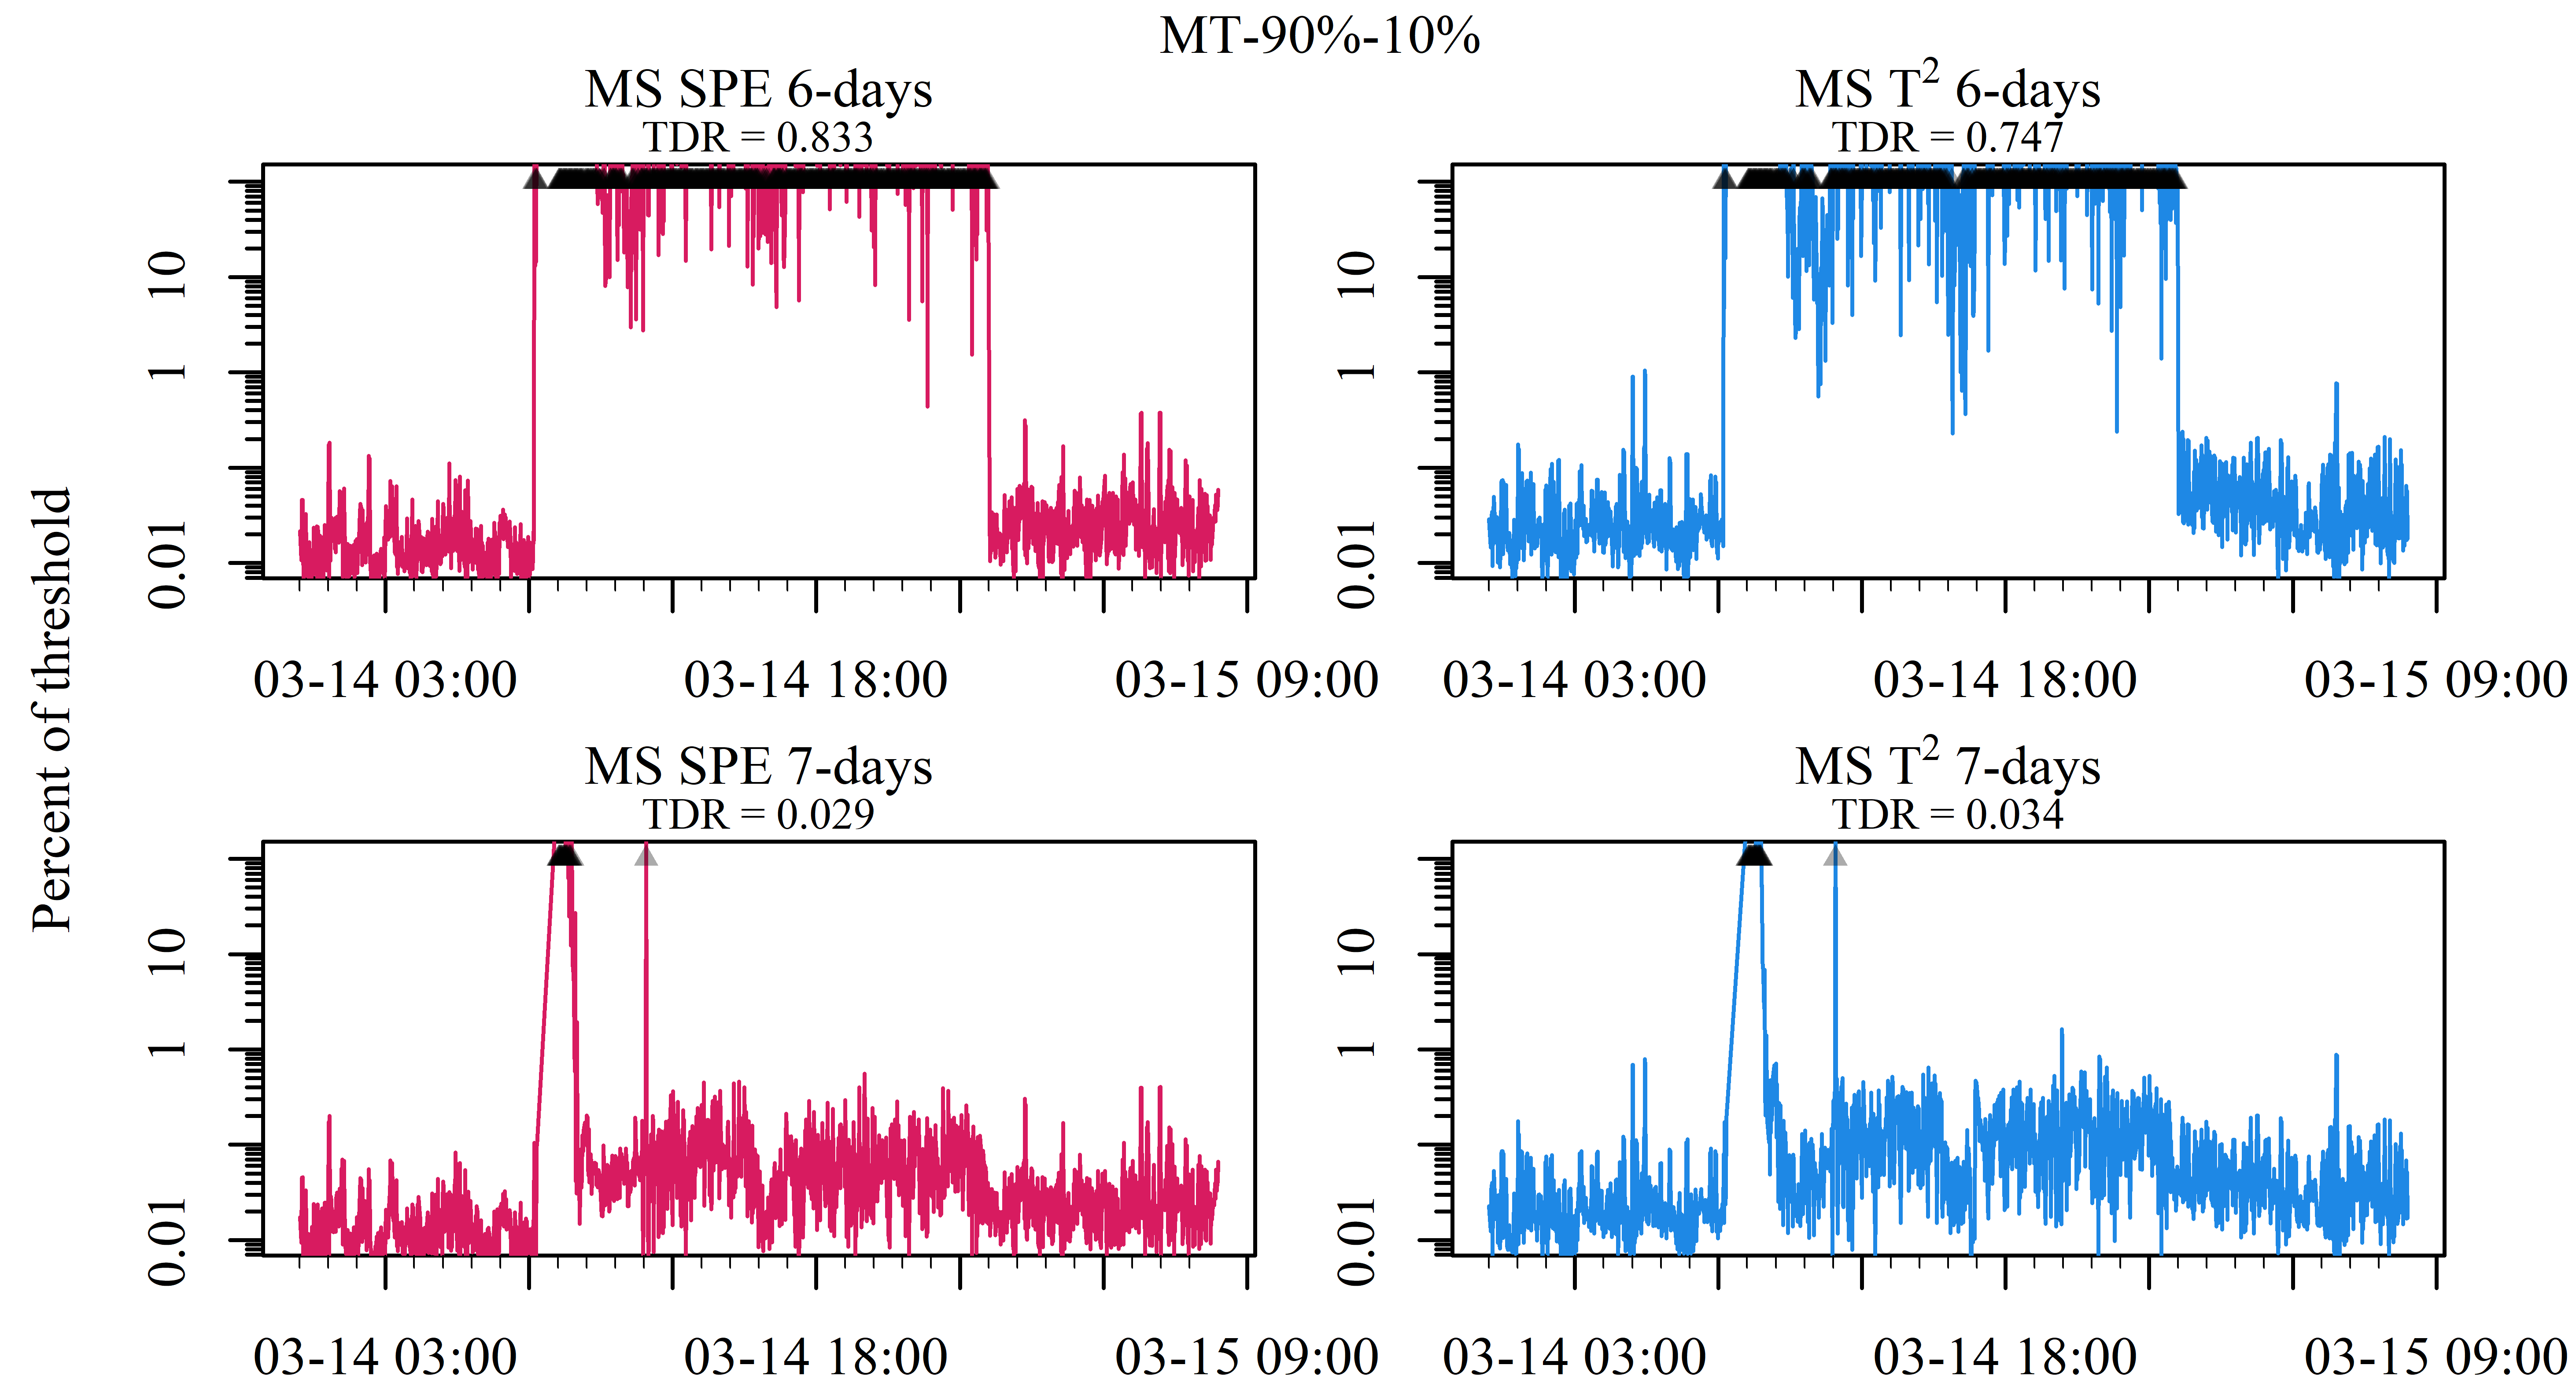 MT-90%-10%
MS SPE 6-days
TDR = 0.833
MS T² 6-days
TDR = 0.747
Percent of threshold
10
1
0.01
10
1
0.01
03-14 03:00 03-14 18:00 03-15 09:00
03-14 03:00 03-14 18:00 03-15 09:00
MS SPE 7-days
TDR = 0.029
MS T² 7-days
TDR = 0.034
10
1
0.01
10
1
0.01
03-14 03:00 03-14 18:00 03-15 09:00
03-14 03:00 03-14 18:00 03-15 09:00